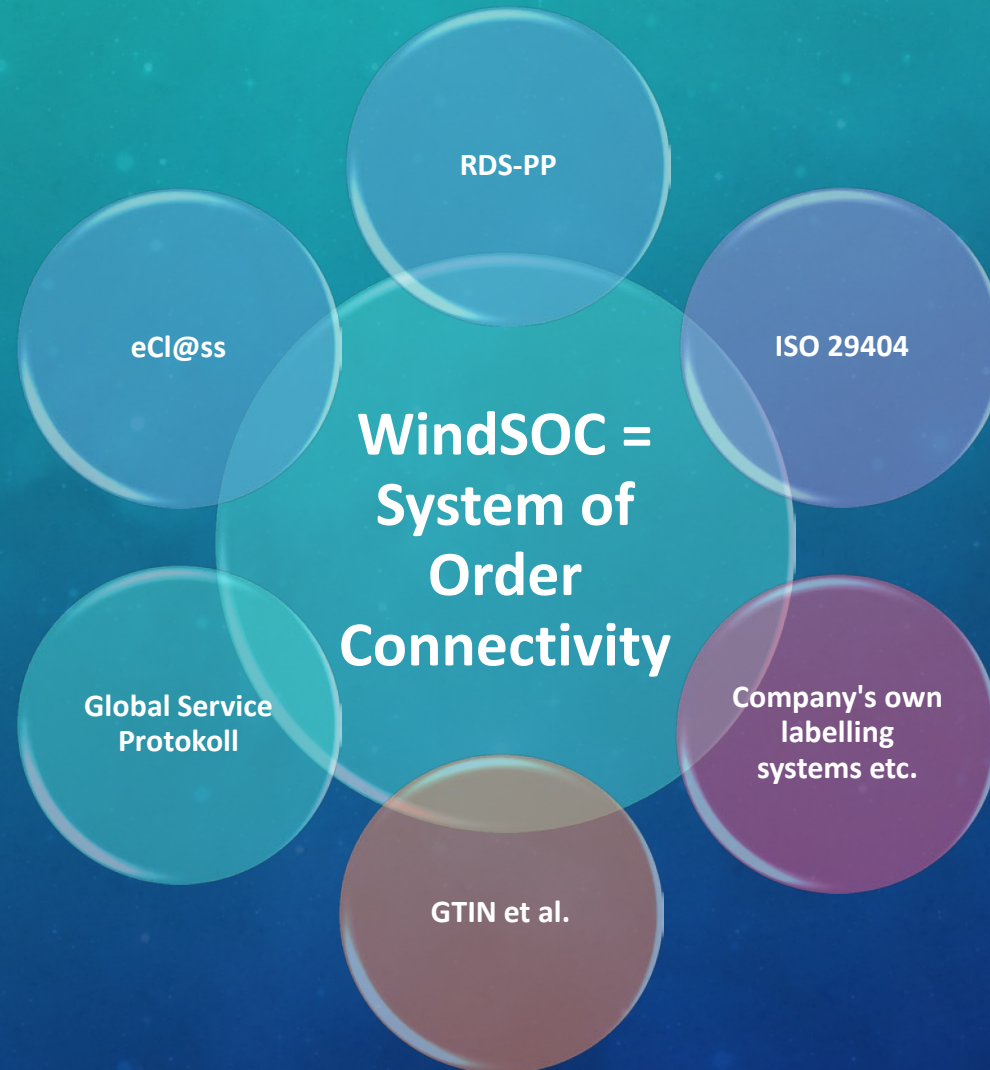 RDS-PP
eCl@ss
ISO 29404
WindSOC =
System of
Order
Connectivity
Global Service
Protokoll
Company's own
labelling
systems etc.
GTIN et al.